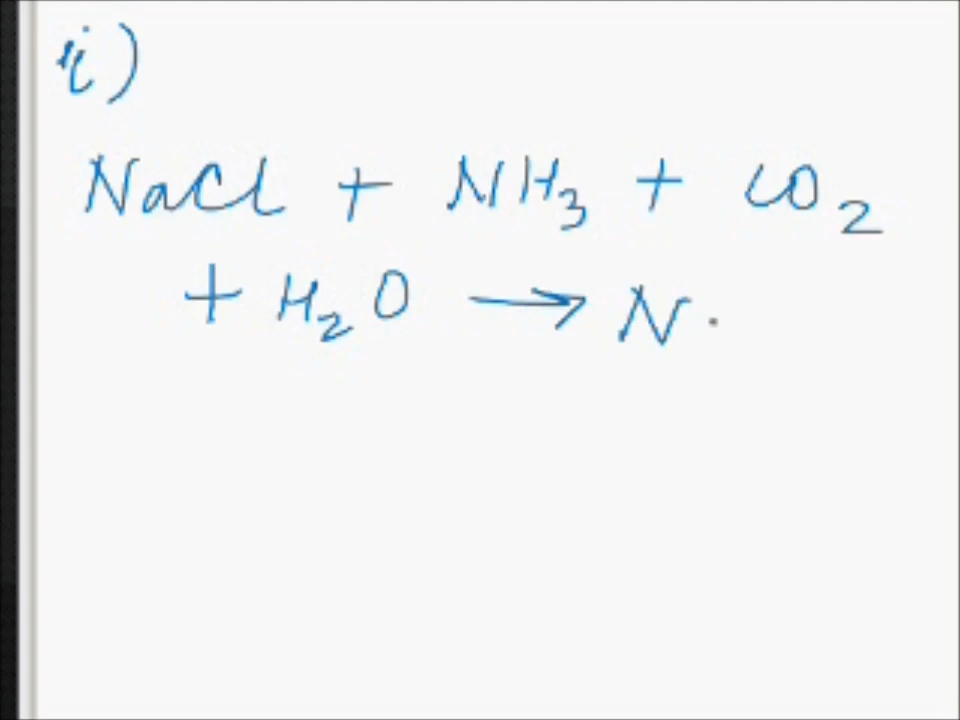 i)
NaCl + NH₃ + CO₂
+ H₂O → N